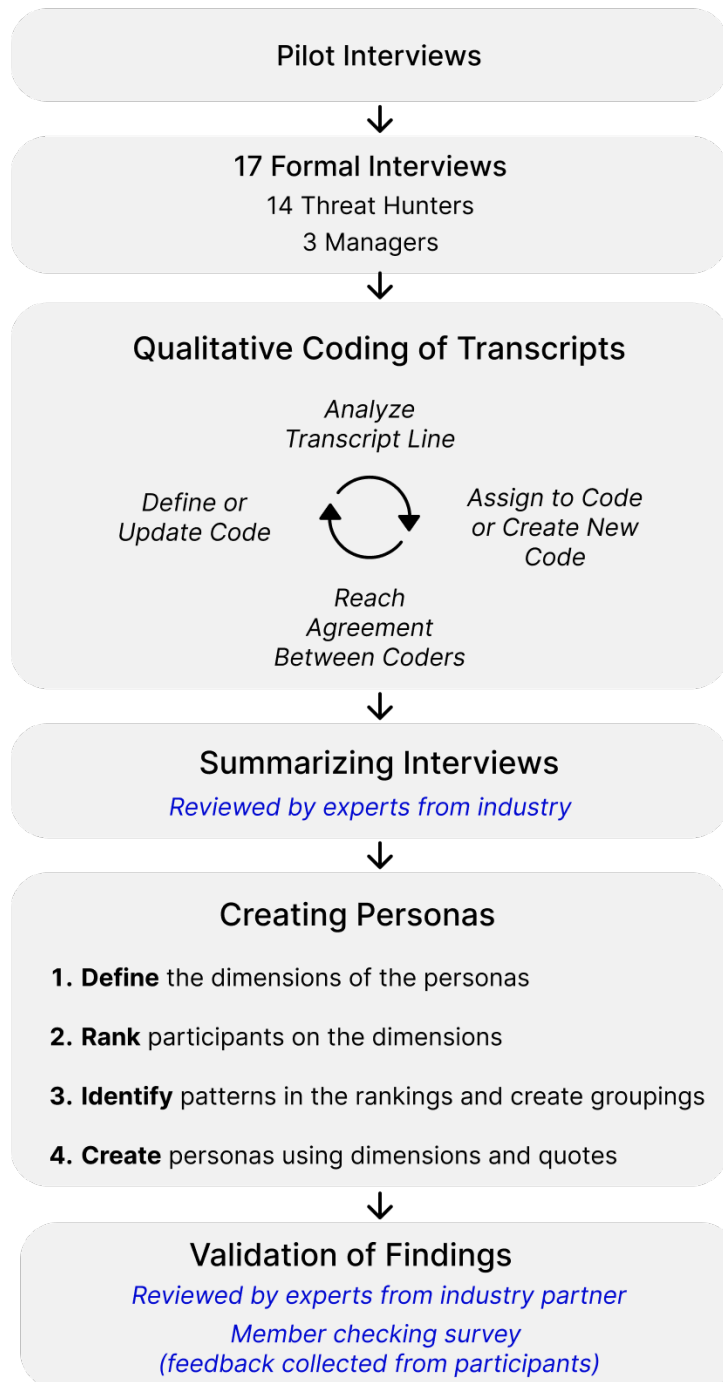 Pilot Interviews
17 Formal Interviews
14 Threat Hunters
3 Managers
Qualitative Coding of Transcripts
Analyze
Transcript Line
Define or
Update Code
Assign to Code
or Create New
Code
Reach
Agreement
Between Coders
Summarizing Interviews
Reviewed by experts from industry
Creating Personas
1. Define the dimensions of the personas
2. Rank participants on the dimensions
3. Identify patterns in the rankings and create groupings
4. Create personas using dimensions and quotes
Validation of Findings
Reviewed by experts from industry partner
Member checking survey
(feedback collected from participants)